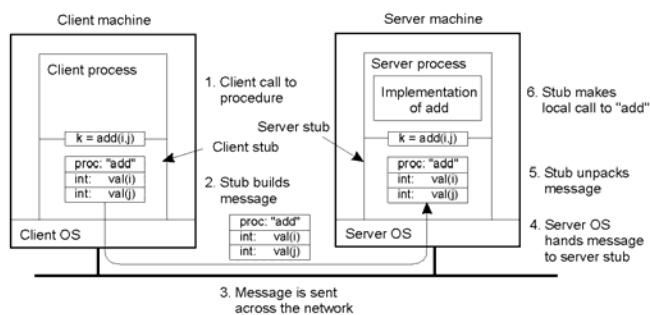 Client machine
Server machine
Client process
1. Client call to
procedure
Server process
Implementation
of add
6. Stub makes
local call to "add"
Server stub
k = add(i,j)
Client stub
k = add(i,j)
proc: "add"
int: val(i)
int: val(j)
2. Stub builds
message
proc: "add"
int: val(i)
int: val(j)
proc: "add"
int: val(i)
int: val(j)
5. Stub unpacks
message
Client OS
Server OS
4. Server OS
hands message
to server stub
3. Message is sent
across the network